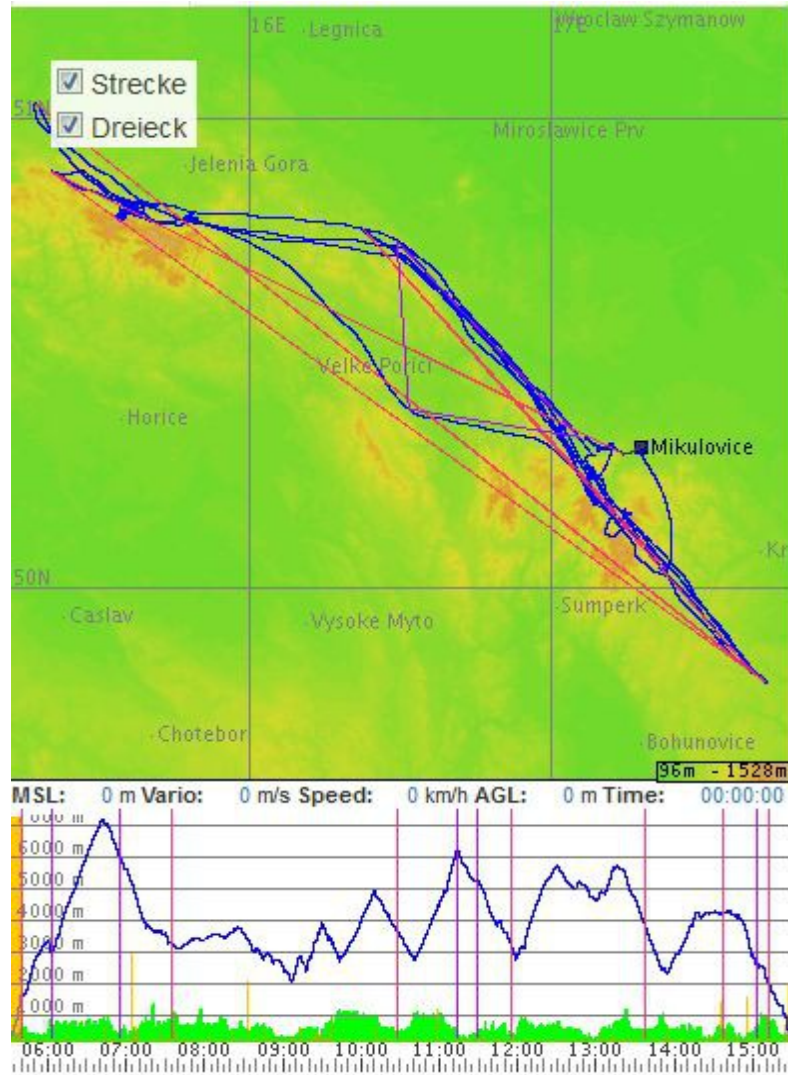 16E
Legnica
17E
Wroclaw Szymanow
Strecke
51N
Dreieck
Miroslawice Prv
Jelenia Gora
Velke Porici
Horice
Mikulovice
50N
Kr
Caslav
Sumperk
Vysoke Myto
Chotebor
Bohunovice
96m - 1528m
MSL: 0 m Vario: 0 m/s Speed: 0 km/h AGL: 0 m Time: 00:00:00
000 m
6000 m
5000 m
4000 m
3000 m
2000 m
1000 m
06:00 07:00 08:00 09:00 10:00 11:00 12:00 13:00 14:00 15:00